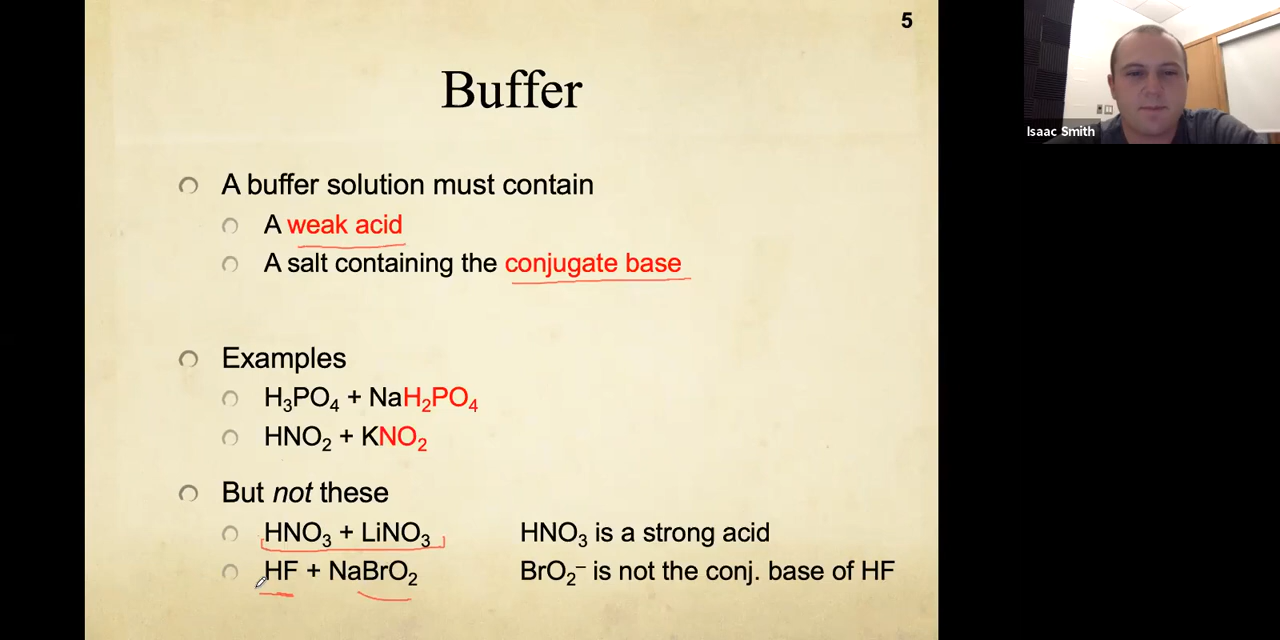 5
Buffer
Isaac Smith
A buffer solution must contain
A weak acid
A salt containing the conjugate base
Examples
H₃PO₄ + NaH₂PO₄
HNO₂ + KNO₂
But not these
HNO₃ + LiNO₃ HNO₃ is a strong acid
HF + NaBrO₂ BrO₂⁻ is not the conj. base of HF